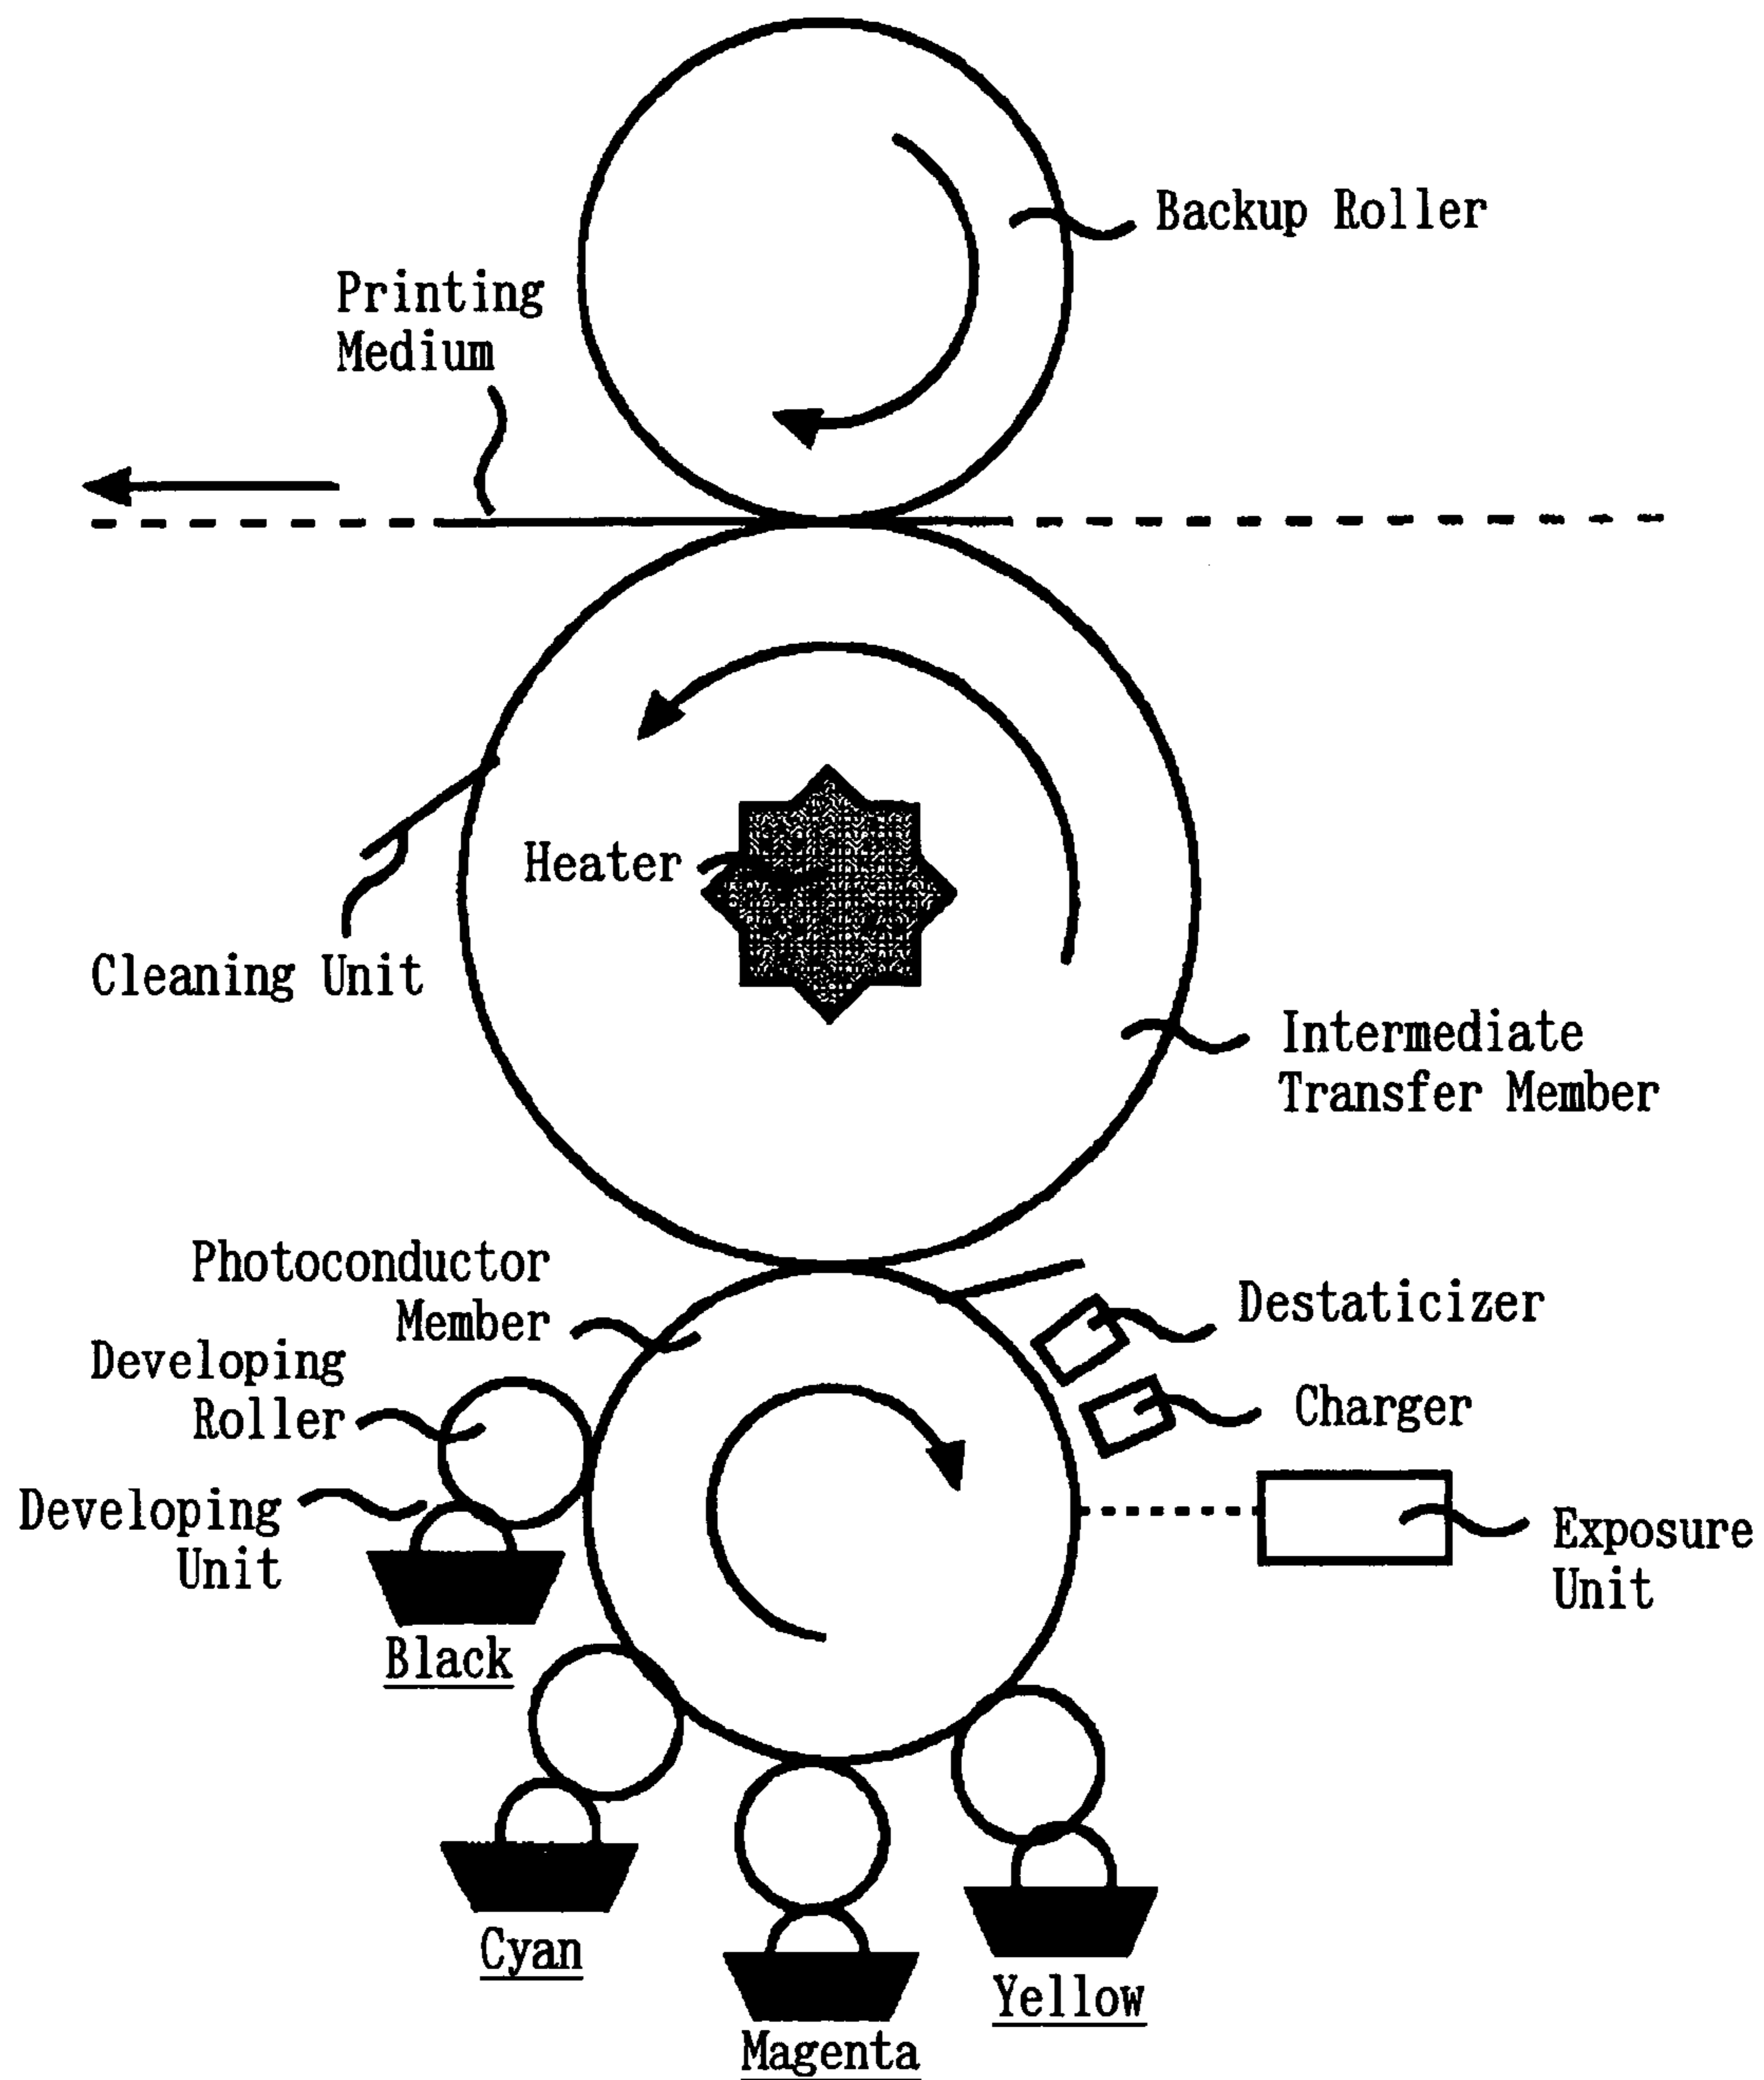 Backup Roller
Printing
Medium
Heater
Cleaning Unit
Intermediate
Transfer Member
Photoconductor
Member
Destaticizer
Developing
Roller
Charger
Developing
Unit
Exposure
Unit
Black
Cyan
Yellow
Magenta